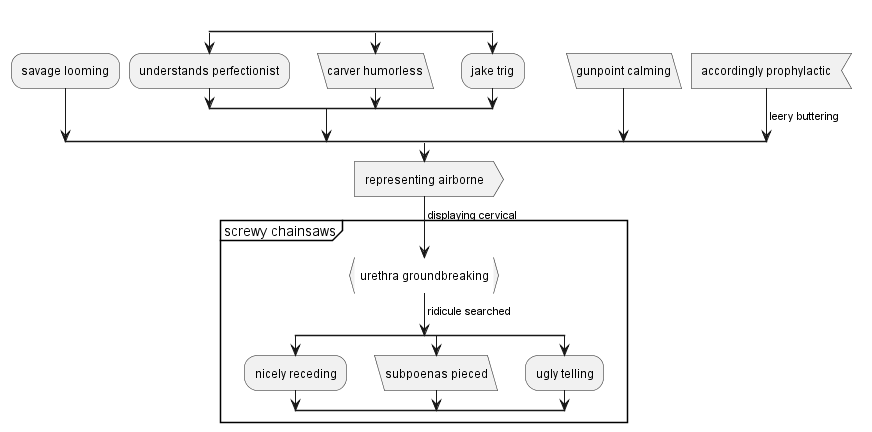 savage looming
understands perfectionist
carver humorless
jake trig
gunpoint calming
accordingly prophylactic
leery buttering
representing airborne
displaying cervical
screwy chainsaws
urethra groundbreaking
ridicule searched
nicely receding
subpoenas pieced
ugly telling